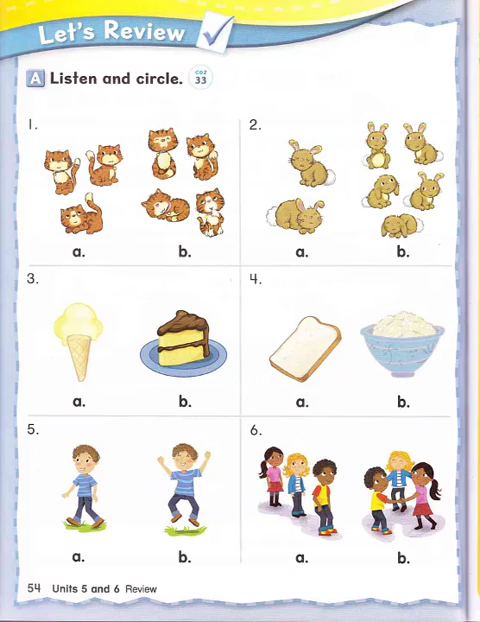 Let's Review
A Listen and circle. CD2
33
1.
2.
a. b. a. b.
3.
4.
a. b. a. b.
5.
6.
a. b. a. b.
54 Units 5 and 6 Review